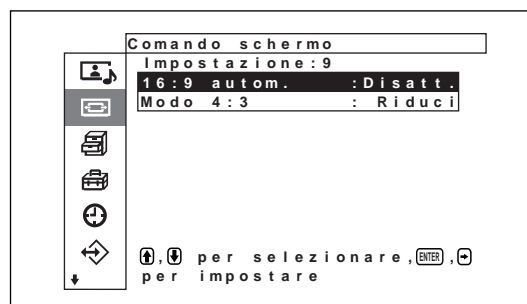 Comando schermo
Impostazione:9
16:9 autom. :Disatt.
Modo 4:3 : Riduci
, per selezionare, ENTER ,
per impostare